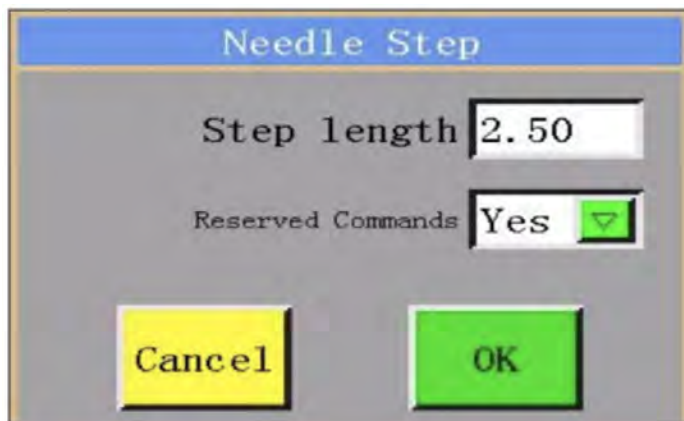 Needle Step
Step length 2.50
Reserved Commands Yes
Cancel OK